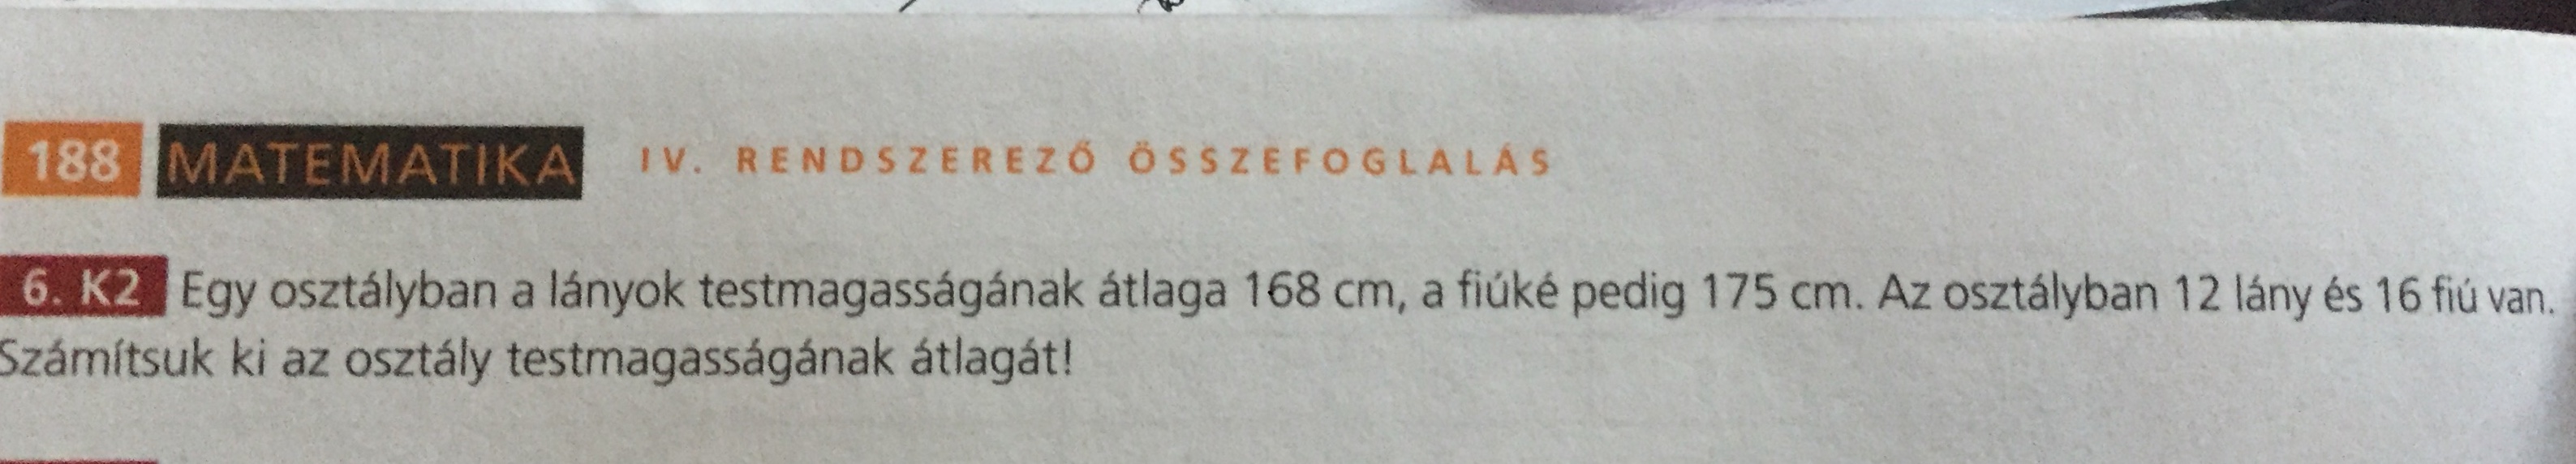 188 MATEMATIKA IV. RENDSZEREZŐ ÖSSZEFOGLALÁS
6. K2 Egy osztályban a lányok testmagasságának átlaga 168 cm, a fiúké pedig 175 cm. Az osztályban 12 lány és 16 fiú van.
Számítsuk ki az osztály testmagasságának átlagát!